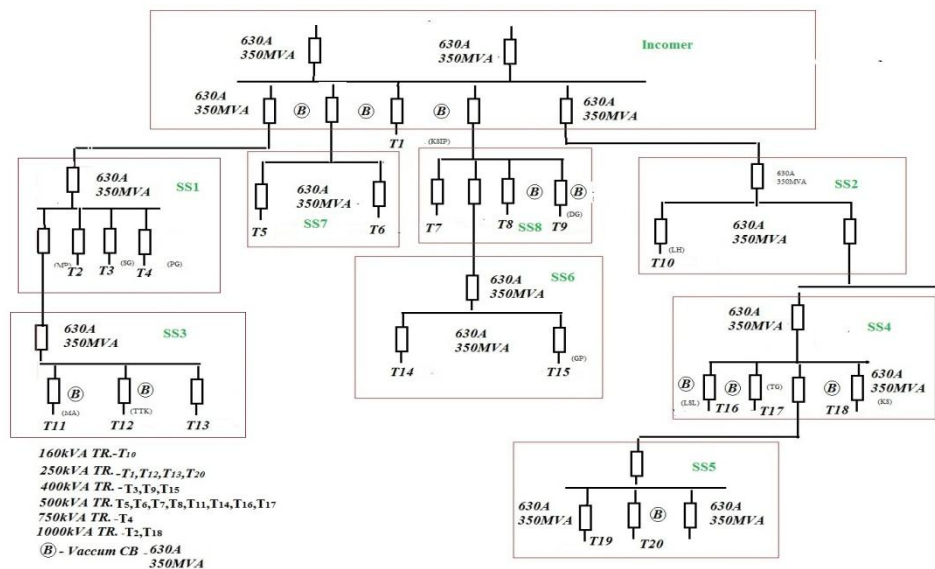 630A
350MVA
630A
350MVA
Incomer
630A
350MVA
B
B
B
630A
350MVA
T1
(KSIP)
SS1
630A
350MVA
T2
T3
(SG)
T4
(PG)
630A
350MVA
T5
T6
SS7
B
B
T7
T8
T9
(DG)
SS8
630A
350MVA
SS2
630A
350MVA
T10
(LH)
630A
350MVA
SS6
630A
350MVA
T14
T15
(GP)
630A
350MVA
SS3
B
B
T11
(MA)
T12
(TTK)
T13
630A
350MVA
SS4
B
B
B
630A
350MVA
(LSL)
T16
(TG)
T17
T18
(KS)
SS5
630A
350MVA
B
630A
350MVA
T19
T20
160kVA TR.-T10
250kVA TR. -T1,T12,T13,T20
400kVA TR. -T3,T9,T15
500kVA TR. T5,T6,T7,T8,T11,T14,T16,T17
750kVA TR. -T4
1000kVA TR. -T2,T18
B - Vaccum CB -630A
350MVA